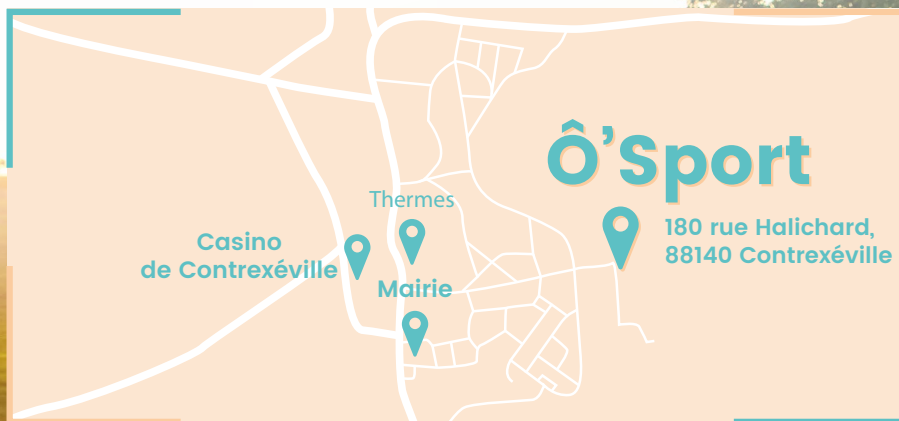 Ô’Sport
180 rue Halichard,
88140 Contrexéville
Thermes
Casino
de Contrexéville
Mairie